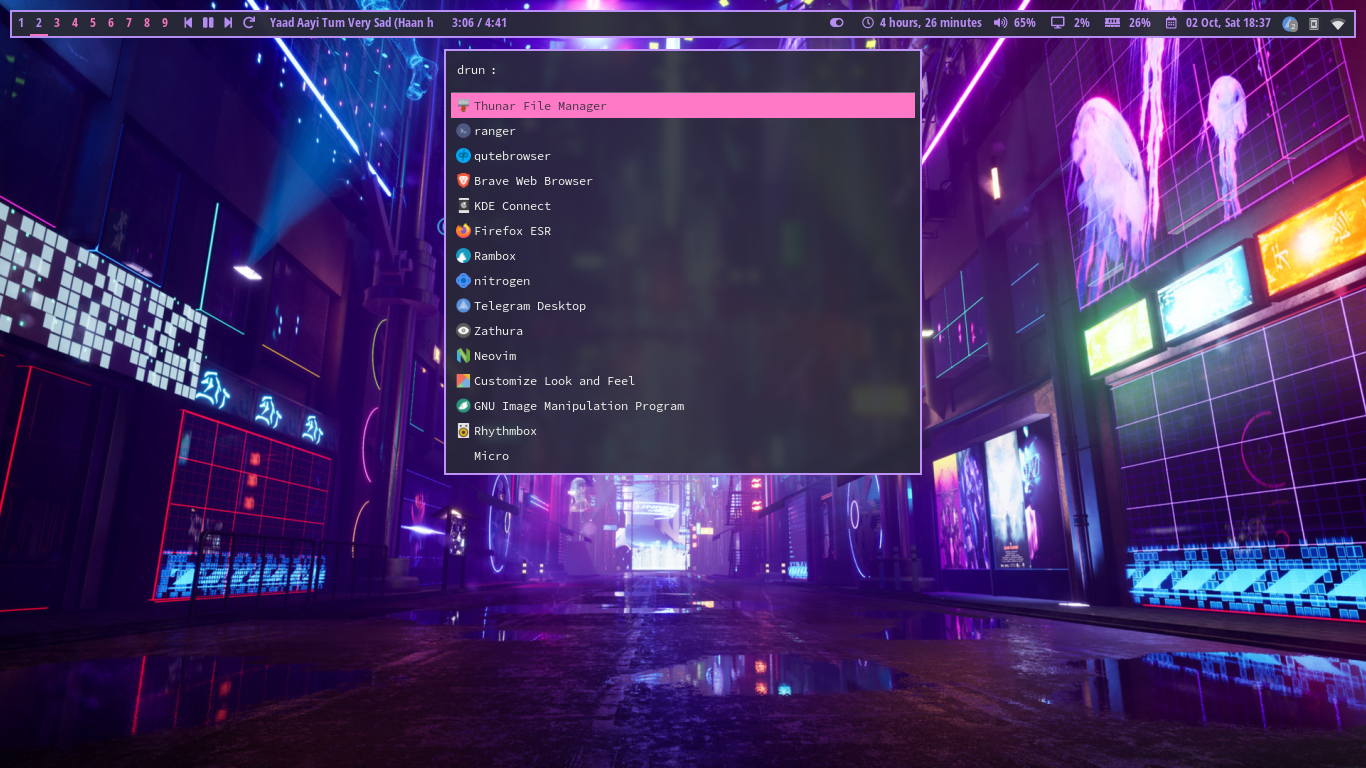 1 2 3 4 5 6 7 8 9 Yaad Aayi Tum Very Sad (Haan h 3:06 / 4:41 4 hours, 26 minutes 65% 2% 26% 02 Oct, Sat 18:37 2
drun :
Thunar File Manager
ranger
qutebrowser
Brave Web Browser
KDE Connect
Firefox ESR
Rambox
nitrogen
Telegram Desktop
Zathura
Neovim
Customize Look and Feel
GNU Image Manipulation Program
Rhythmbox
Micro